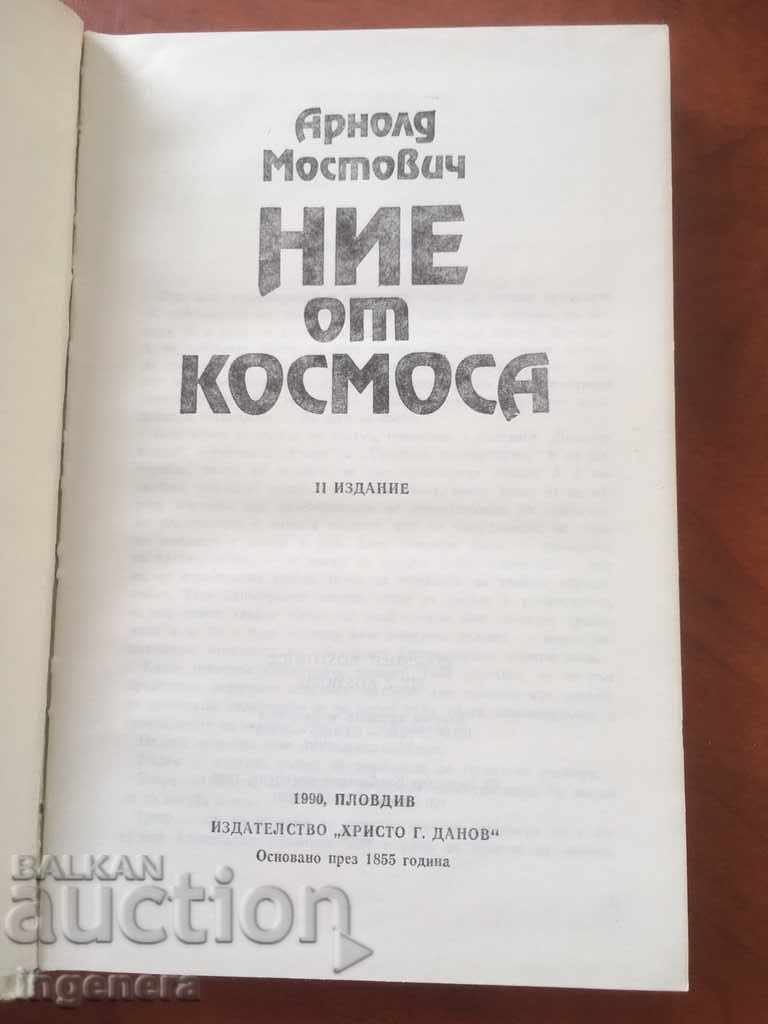 Арнолд
Мостович
НИЕ
от
КОСМОСА
II ИЗДАНИЕ
1990, ПЛОВДИВ
ИЗДАТЕЛСТВО „ХРИСТО Г. ДАНОВ“
Основано през 1855 година
BALKAN
auction
ingenera